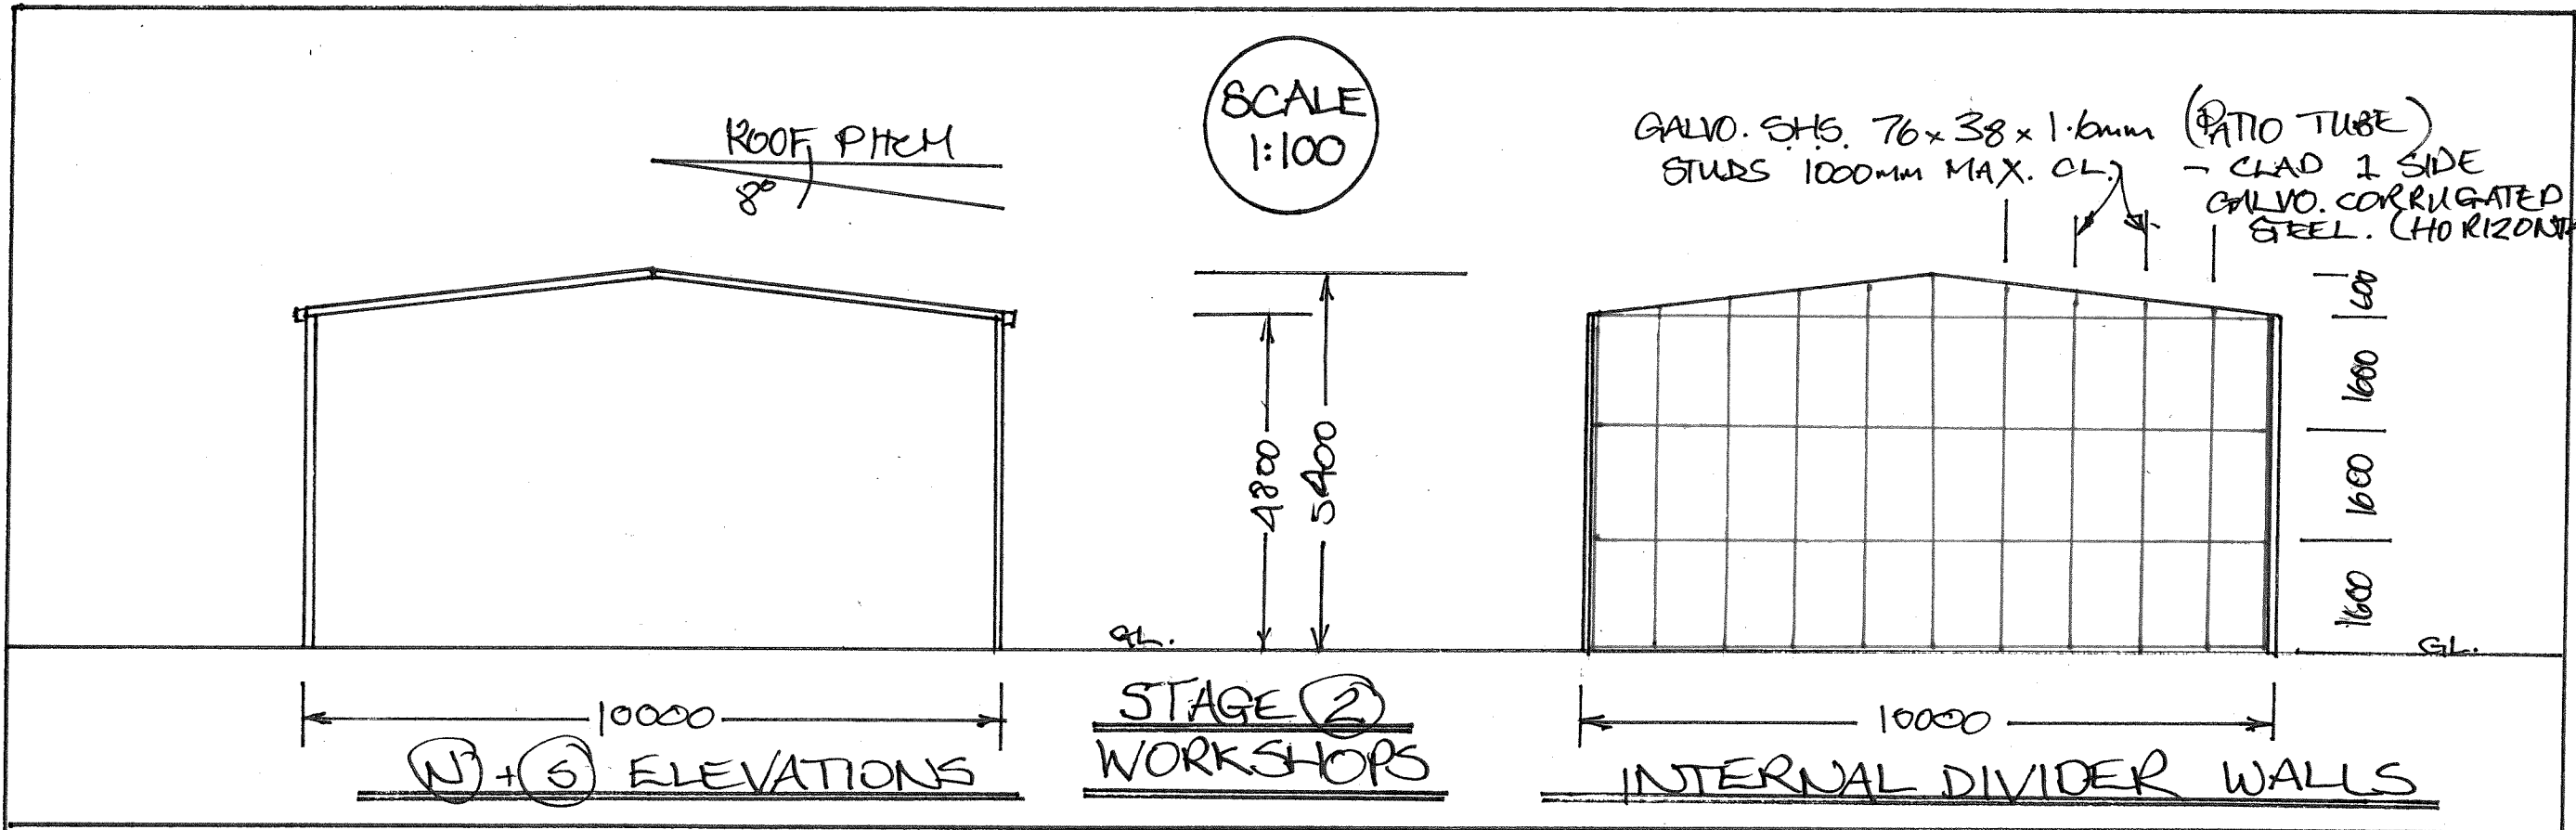 ROOF PITCH
8°
SCALE
1:100
GALVO. S.H.S. 76 x 38 x 1.6mm (PATIO TUBE)
STUDS 1000mm MAX. CL. - CLAD 1 SIDE
GALVO. CORRUGATED
STEEL. (HORIZONT
600
1600
1600
1600
4800
5400
GL.
GL.
10000
10000
STAGE 2
WORKSHOPS
N + S ELEVATIONS
INTERNAL DIVIDER WALLS